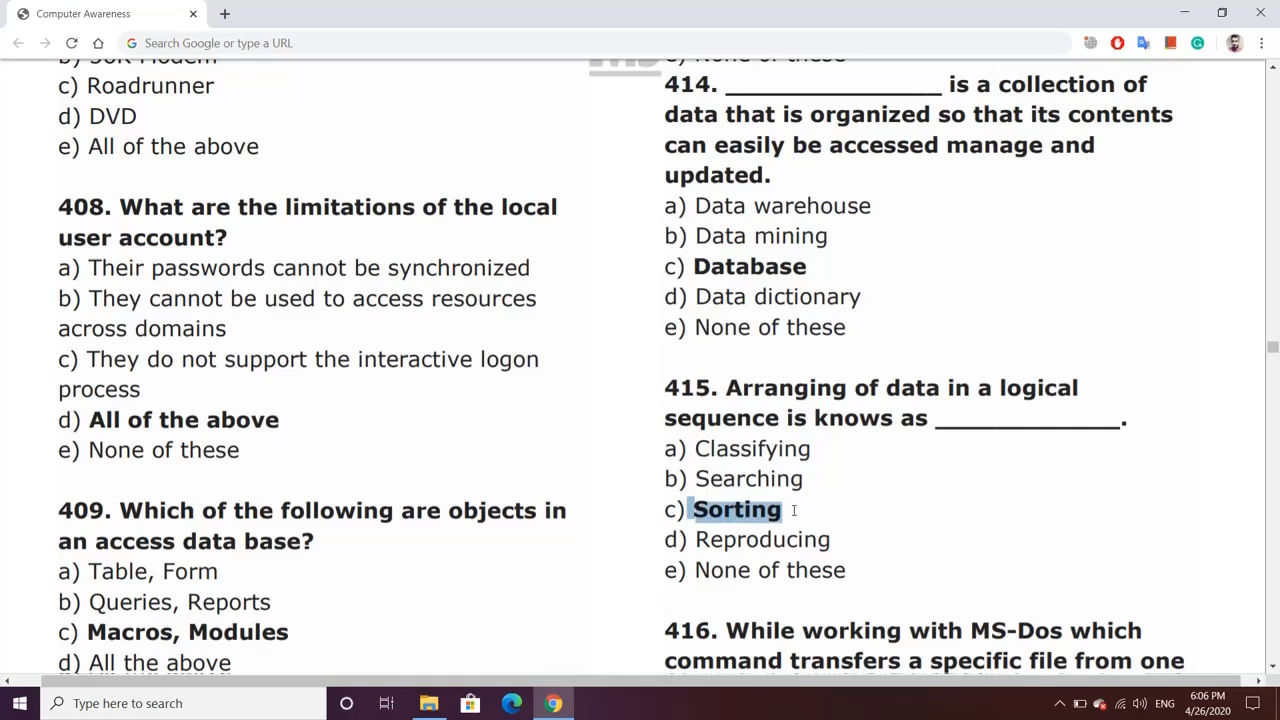 Computer Awareness
Search Google or type a URL
b) 56K Modem
c) Roadrunner
d) DVD
e) All of the above
408. What are the limitations of the local
user account?
a) Their passwords cannot be synchronized
b) They cannot be used to access resources
across domains
c) They do not support the interactive logon
process
d) All of the above
e) None of these
409. Which of the following are objects in
an access data base?
a) Table, Form
b) Queries, Reports
c) Macros, Modules
d) All the above
e) None of these
414. _________________ is a collection of
data that is organized so that its contents
can easily be accessed manage and
updated.
a) Data warehouse
b) Data mining
c) Database
d) Data dictionary
e) None of these
415. Arranging of data in a logical
sequence is knows as _______________.
a) Classifying
b) Searching
c) Sorting
d) Reproducing
e) None of these
416. While working with MS-Dos which
command transfers a specific file from one
Type here to search
ENG
6:06 PM
4/26/2020